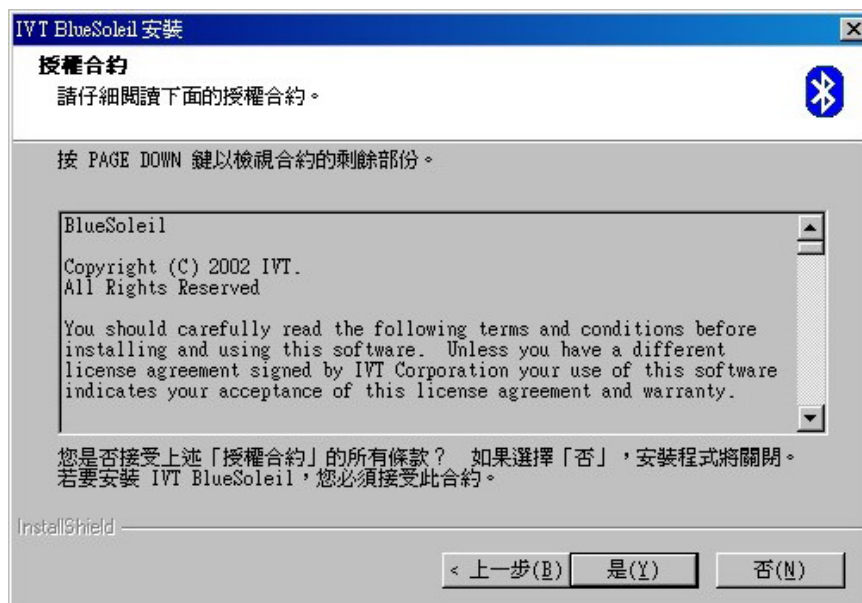 IVT BlueSoleil 安裝
授權合約
請仔細閱讀下面的授權合約。
按 PAGE DOWN 鍵以檢視合約的剩餘部份。
BlueSoleil
Copyright (C) 2002 IVT.
All Rights Reserved
You should carefully read the following terms and conditions before
installing and using this software.  Unless you have a different
license agreement signed by IVT Corporation your use of this software
indicates your acceptance of this license agreement and warranty.
您是否接受上述「授權合約」的所有條款？ 如果選擇「否」，安裝程式將關閉。
若要安裝 IVT BlueSoleil，您必須接受此合約。
InstallShield
< 上一步(B) 是(Y) 否(N)